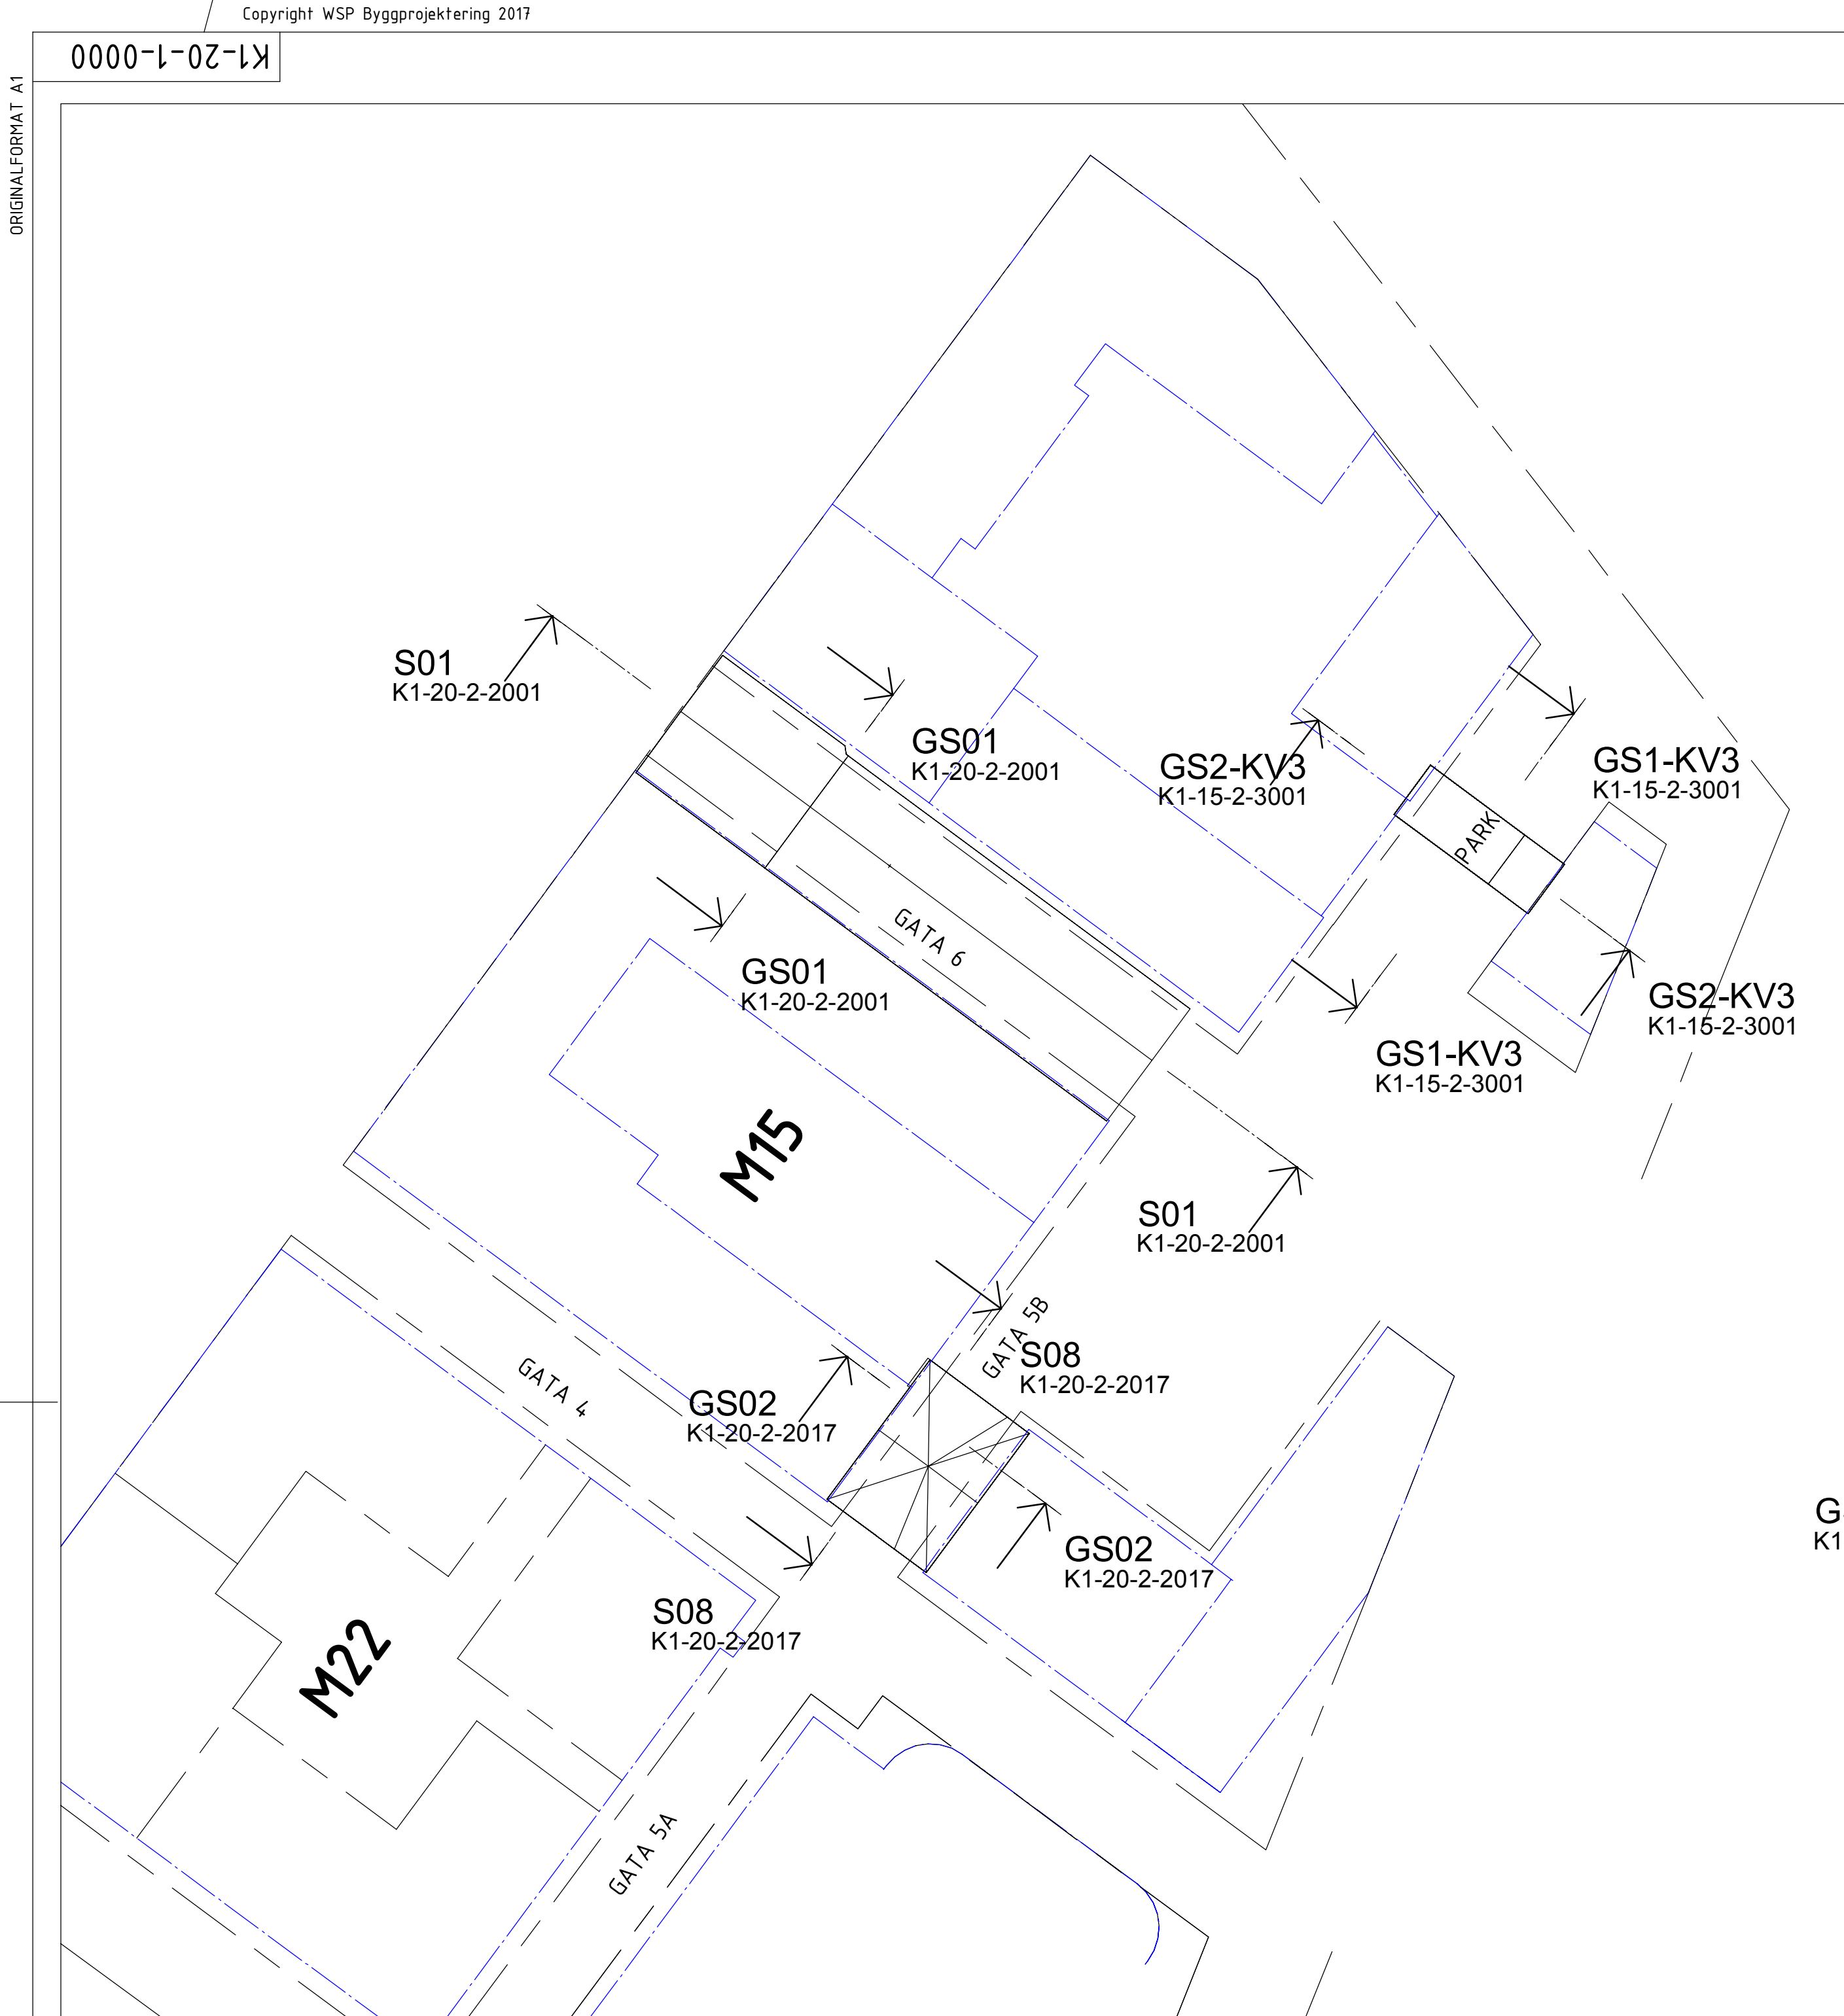 Copyright WSP Byggprojektering 2017
K1-20-1-0000
ORIGINALFORMAT A1
S01
K1-20-2-2001
GS01
K1-20-2-2001
GS2-KV3
K1-15-2-3001
GS1-KV3
K1-15-2-3001
PARK
GATA 6
GS01
K1-20-2-2001
GS2-KV3
K1-15-2-3001
GS1-KV3
K1-15-2-3001
M15
S01
K1-20-2-2001
GATA 5B
S08
K1-20-2-2017
GATA 4
GS02
K1-20-2-2017
G
K1
GS02
K1-20-2-2017
S08
K1-20-2-2017
M22
GATA 5A